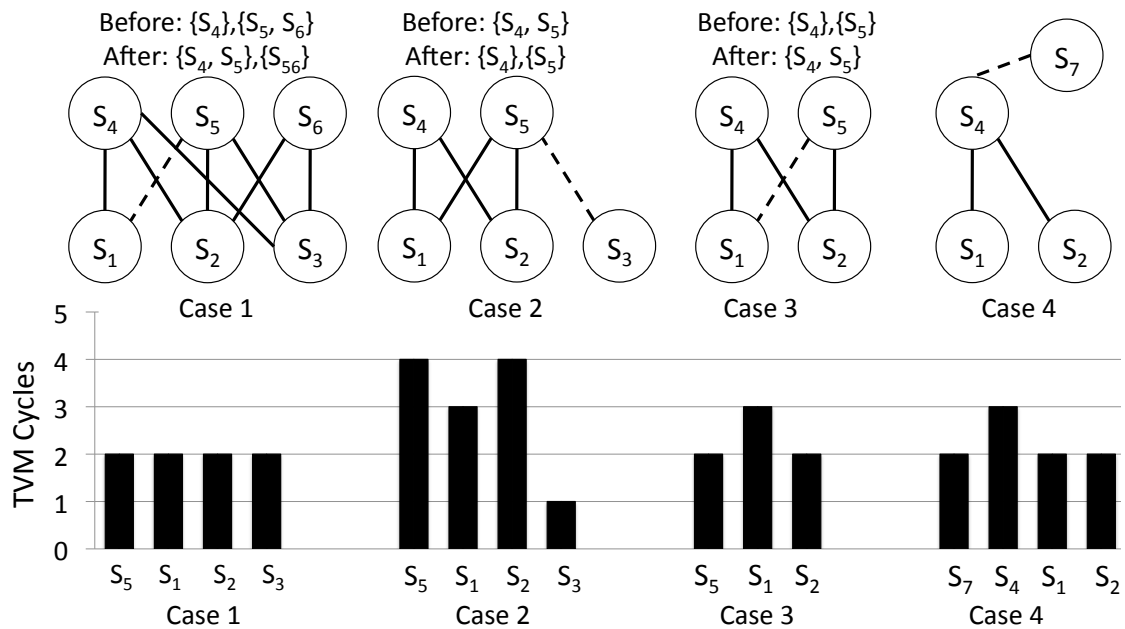 Before: {S4},{S5, S6}
After: {S4, S5},{S56}
Before: {S4, S5}
After: {S4},{S5}
Before: {S4},{S5}
After: {S4, S5}
S7
S4 S5 S6
S4 S5
S4 S5
S4
S1 S2 S3
S1 S2 S3
S1 S2
S1 S2
Case 1 Case 2 Case 3 Case 4
TVM Cycles
5
4
3
2
1
0
S5 S1 S2 S3
S5 S1 S2 S3
S5 S1 S2
S7 S4 S1 S2
Case 1 Case 2 Case 3 Case 4